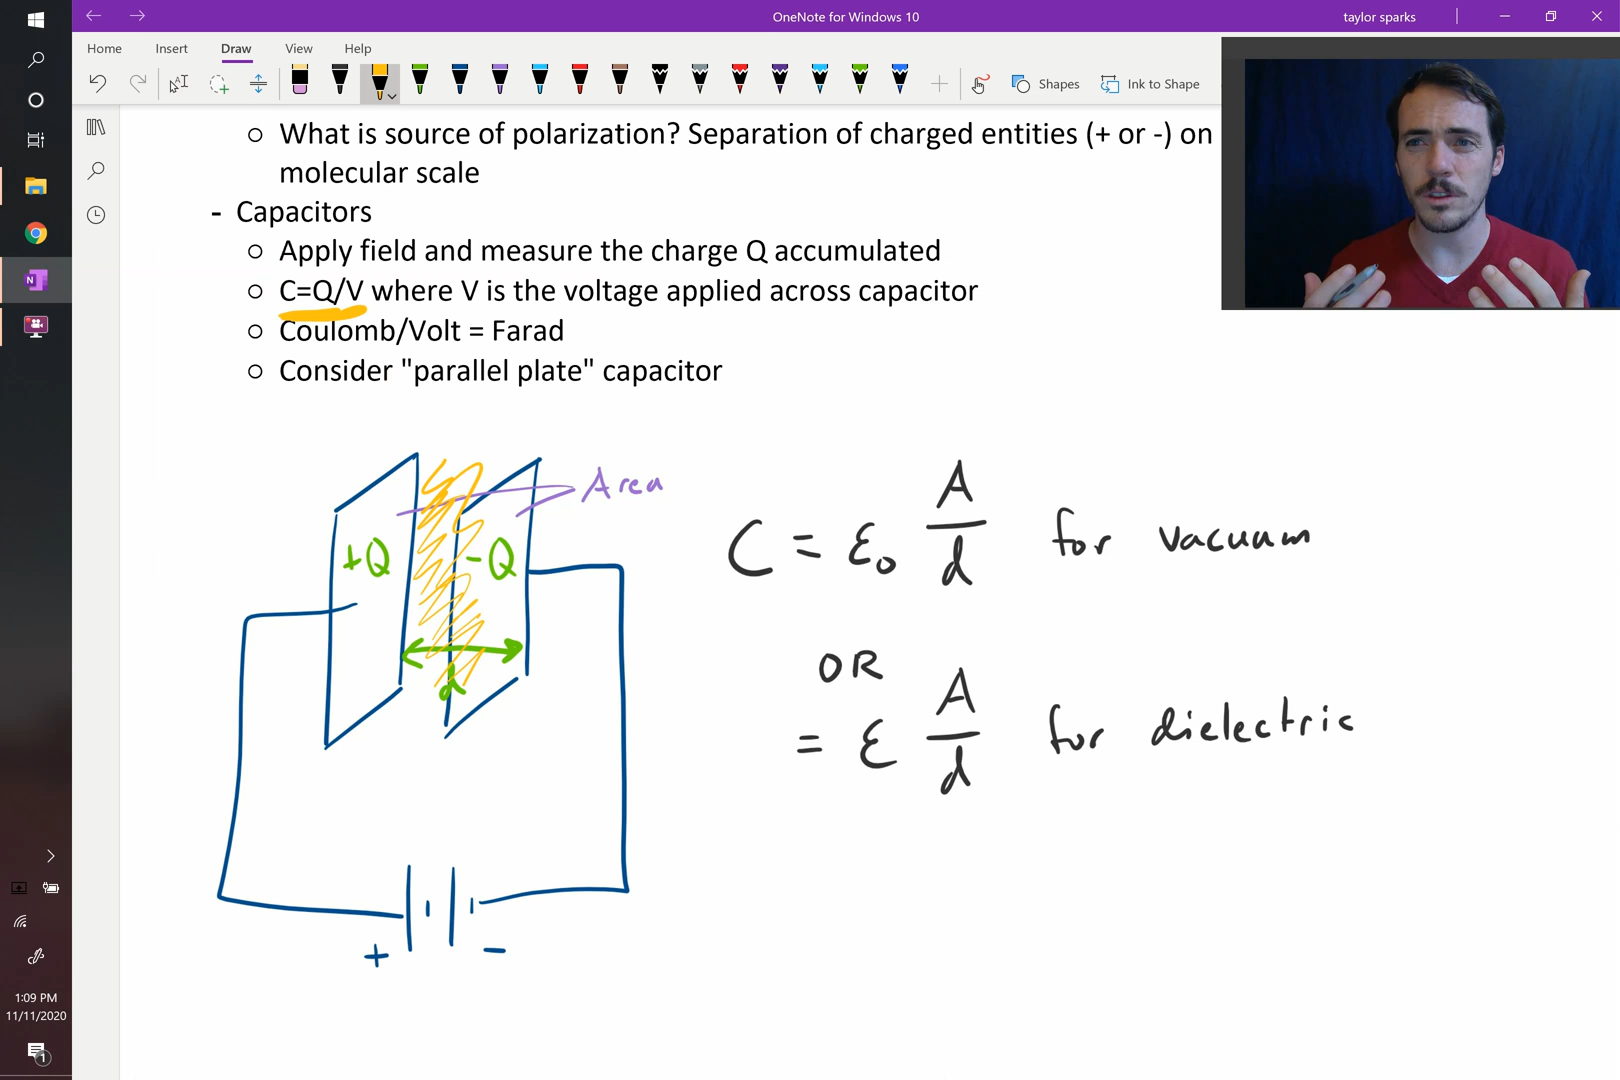 OneNote for Windows 10
taylor sparks
Home Insert Draw View Help
Shapes Ink to Shape
○ What is source of polarization? Separation of charged entities (+ or -) on
molecular scale
- Capacitors
○ Apply field and measure the charge Q accumulated
○ C=Q/V where V is the voltage applied across capacitor
○ Coulomb/Volt = Farad
○ Consider "parallel plate" capacitor
Area
+Q -Q
d
+ -
C = ε₀ A/d for vacuum
OR
= ε A/d for dielectric
1:09 PM
11/11/2020
1